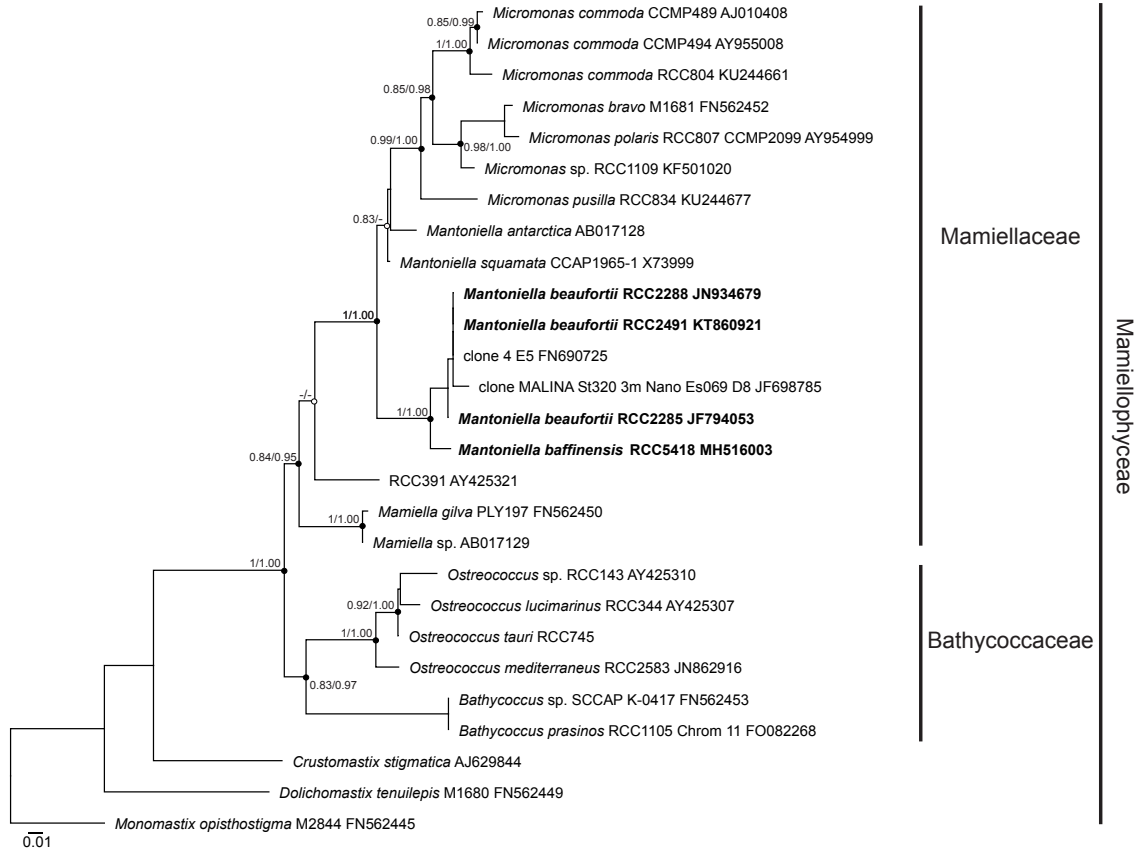 Micromonas commoda CCMP489 AJ010408
0.85/0.99
Micromonas commoda CCMP494 AY955008
1/1.00
Micromonas commoda RCC804 KU244661
0.85/0.98
Micromonas bravo M1681 FN562452
Micromonas polaris RCC807 CCMP2099 AY954999
0.99/1.00
0.98/1.00
Micromonas sp. RCC1109 KF501020
Micromonas pusilla RCC834 KU244677
0.83/-
Mantoniella antarctica AB017128
Mamiellaceae
Mantoniella squamata CCAP1965-1 X73999
Mantoniella beaufortii RCC2288 JN934679
1/1.00
Mantoniella beaufortii RCC2491 KT860921
clone 4 E5 FN690725
clone MALINA St320 3m Nano Es069 D8 JF698785
-/-
1/1.00
Mantoniella beaufortii RCC2285 JF794053
Mantoniella baffinensis RCC5418 MH516003
Mamiellophyceae
0.84/0.95
RCC391 AY425321
Mamiella gilva PLY197 FN562450
1/1.00
Mamiella sp. AB017129
1/1.00
Ostreococcus sp. RCC143 AY425310
0.92/1.00
Ostreococcus lucimarinus RCC344 AY425307
1/1.00
Ostreococcus tauri RCC745
Bathycoccaceae
Ostreococcus mediterraneus RCC2583 JN862916
0.83/0.97
Bathycoccus sp. SCCAP K-0417 FN562453
Bathycoccus prasinos RCC1105 Chrom 11 FO082268
Crustomastix stigmatica AJ629844
Dolichomastix tenuilepis M1680 FN562449
Monomastix opisthostigma M2844 FN562445
0.01